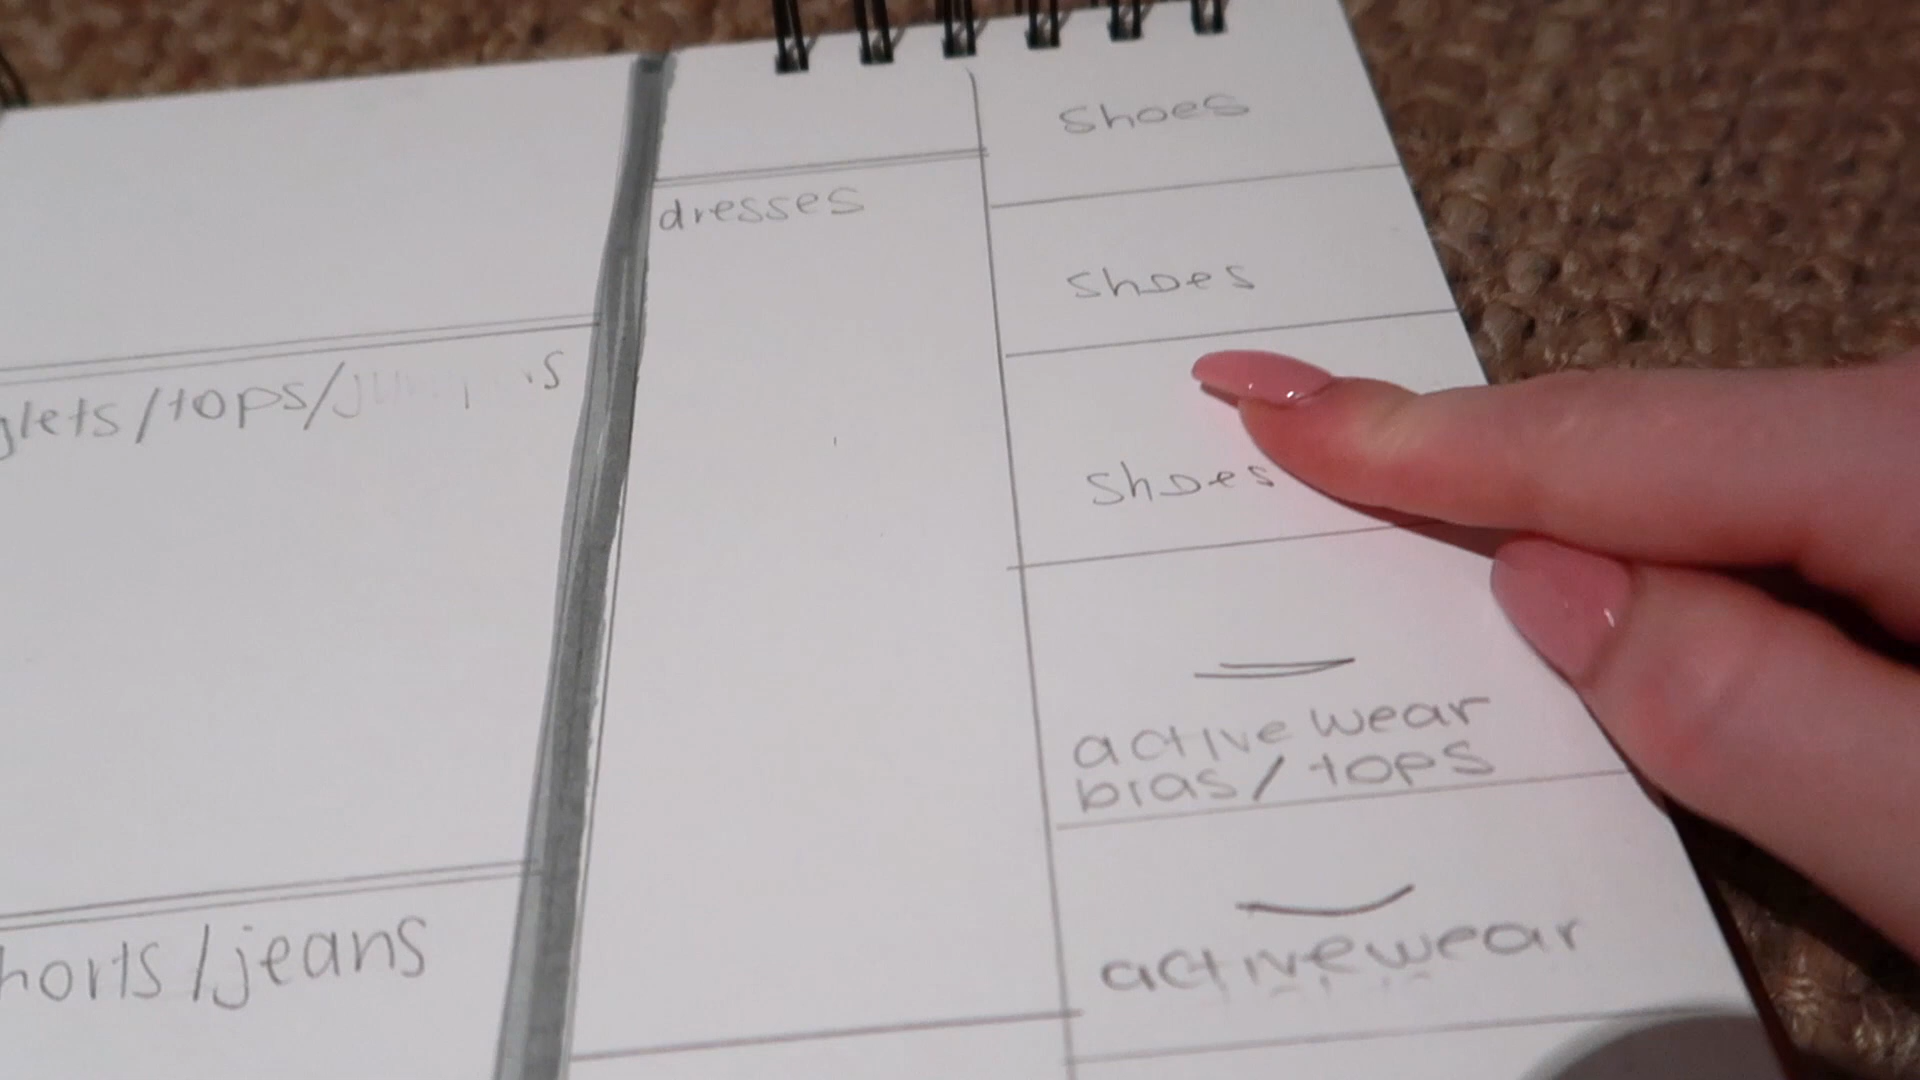 shoes
dresses
shoes
glets/tops/
shoes
active wear
bras/tops
horts/jeans
activewear